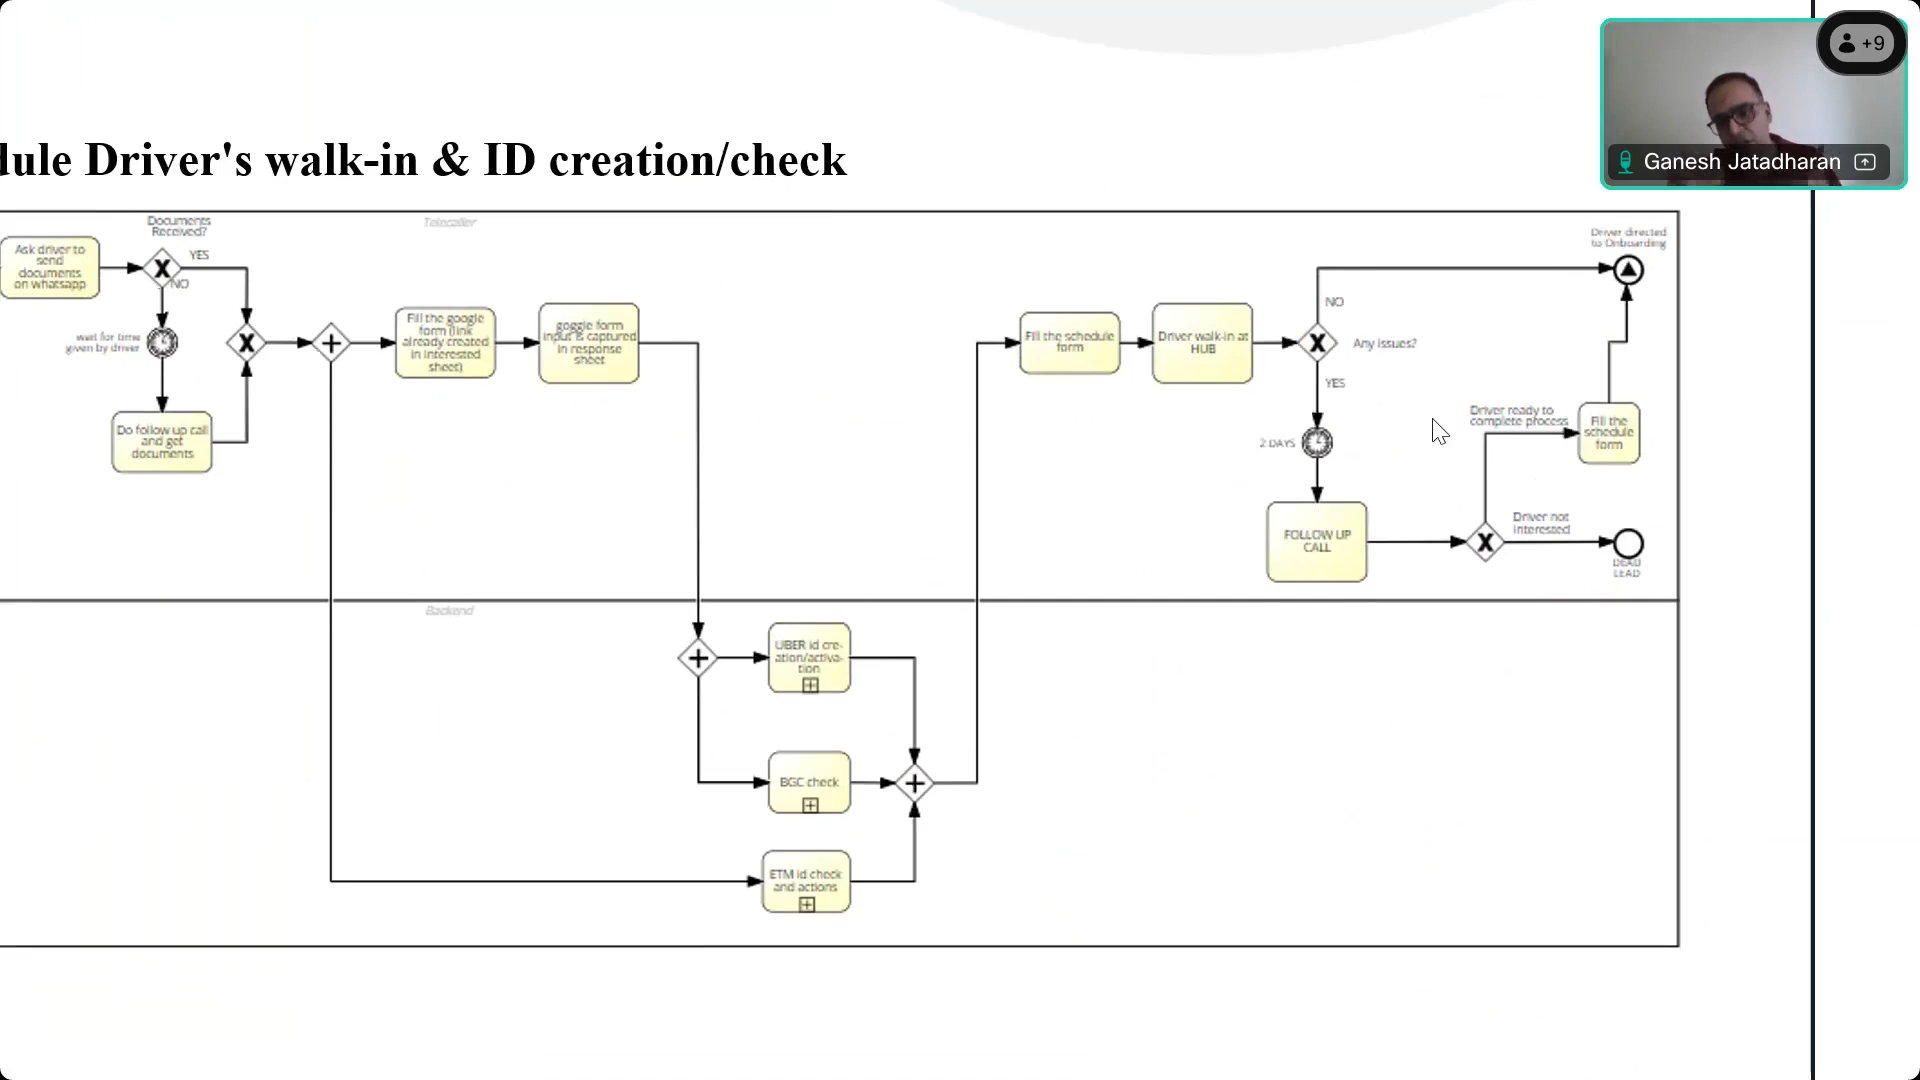 +9
Ganesh Jatadharan
dule Driver's walk-in & ID creation/check
Telecaller
Ask driver to
send
documents
on whatsapp
Documents
Received?
YES
NO
wait for time
given by driver
Do follow up call
and get
documents
Fill the google
form (link
already created
in interested
sheet)
goggle form
input is captured
in response
sheet
Fill the schedule
form
Driver walk-in at
HUB
NO
Any issues?
YES
2 DAYS
FOLLOW UP
CALL
Driver ready to
complete process
Fill the
schedule
form
Driver directed
to Onboarding
Driver not
interested
DEAD
LEAD
Backend
UBER id cre-
ation/activa-
tion
BGC check
ETM id check
and actions